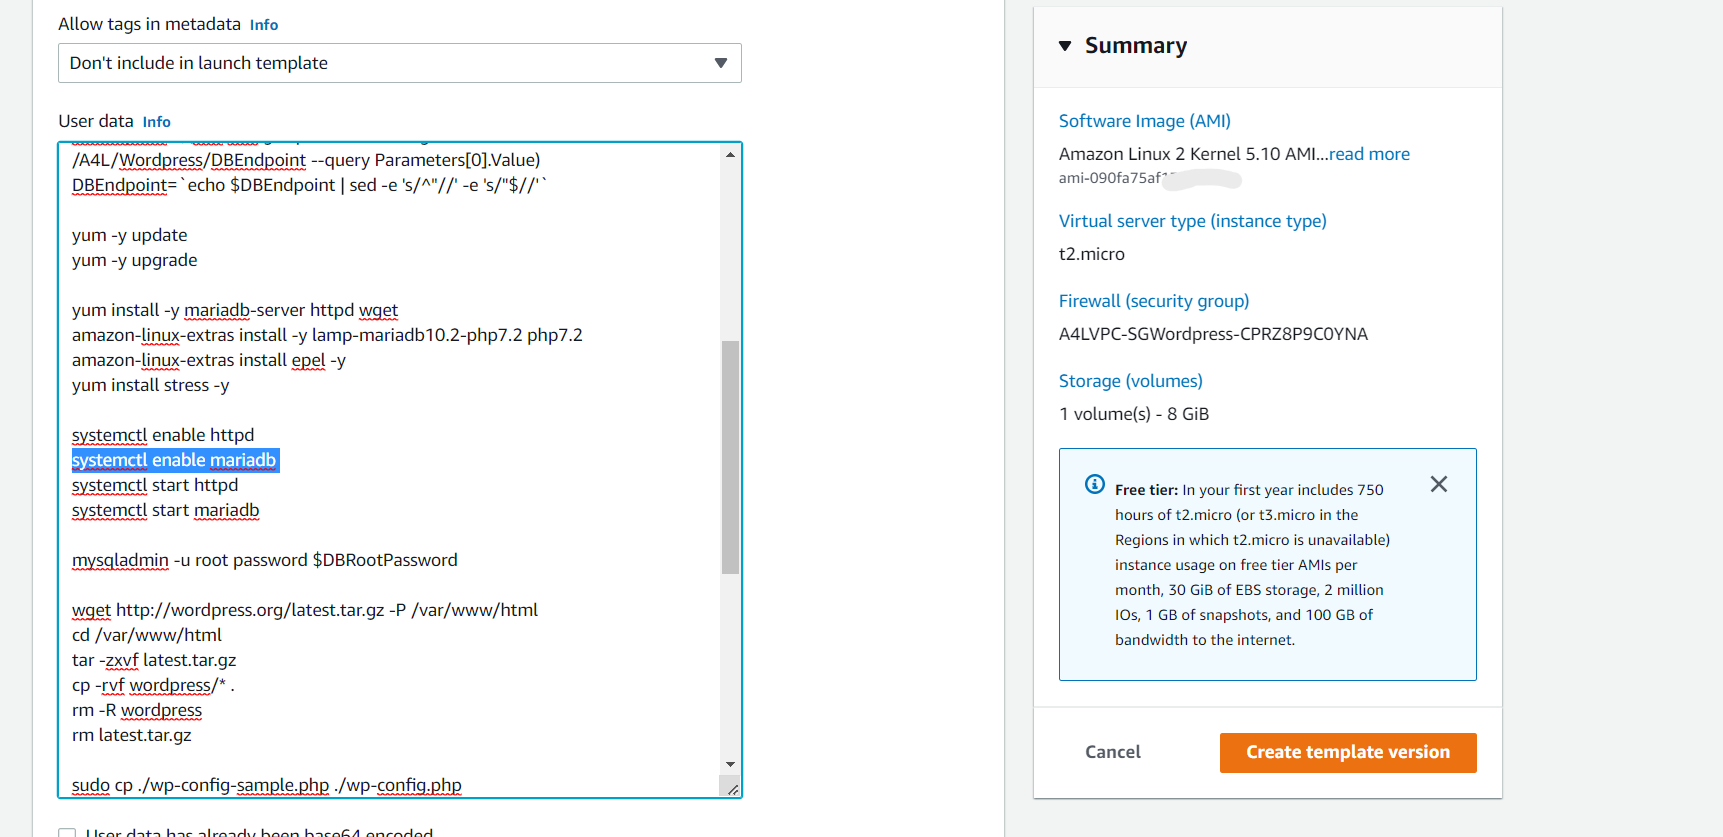 Allow tags in metadata Info
Don't include in launch template
User data Info
/A4L/Wordpress/DBEndpoint --query Parameters[0].Value)
DBEndpoint=`echo $DBEndpoint | sed -e 's/^"//' -e 's/"$//'`
yum -y update
yum -y upgrade
yum install -y mariadb-server httpd wget
amazon-linux-extras install -y lamp-mariadb10.2-php7.2 php7.2
amazon-linux-extras install epel -y
yum install stress -y
systemctl enable httpd
systemctl enable mariadb
systemctl start httpd
systemctl start mariadb
mysqladmin -u root password $DBRootPassword
wget http://wordpress.org/latest.tar.gz -P /var/www/html
cd /var/www/html
tar -zxvf latest.tar.gz
cp -rvf wordpress/* .
rm -R wordpress
rm latest.tar.gz
sudo cp ./wp-config-sample.php ./wp-config.php
User data has already been base64 encoded
Summary
Software Image (AMI)
Amazon Linux 2 Kernel 5.10 AMI...read more
ami-090fa75af
Virtual server type (instance type)
t2.micro
Firewall (security group)
A4LVPC-SGWordpress-CPRZ8P9C0YNA
Storage (volumes)
1 volume(s) - 8 GiB
Free tier: In your first year includes 750
hours of t2.micro (or t3.micro in the
Regions in which t2.micro is unavailable)
instance usage on free tier AMIs per
month, 30 GiB of EBS storage, 2 million
IOs, 1 GB of snapshots, and 100 GB of
bandwidth to the internet.
Cancel
Create template version